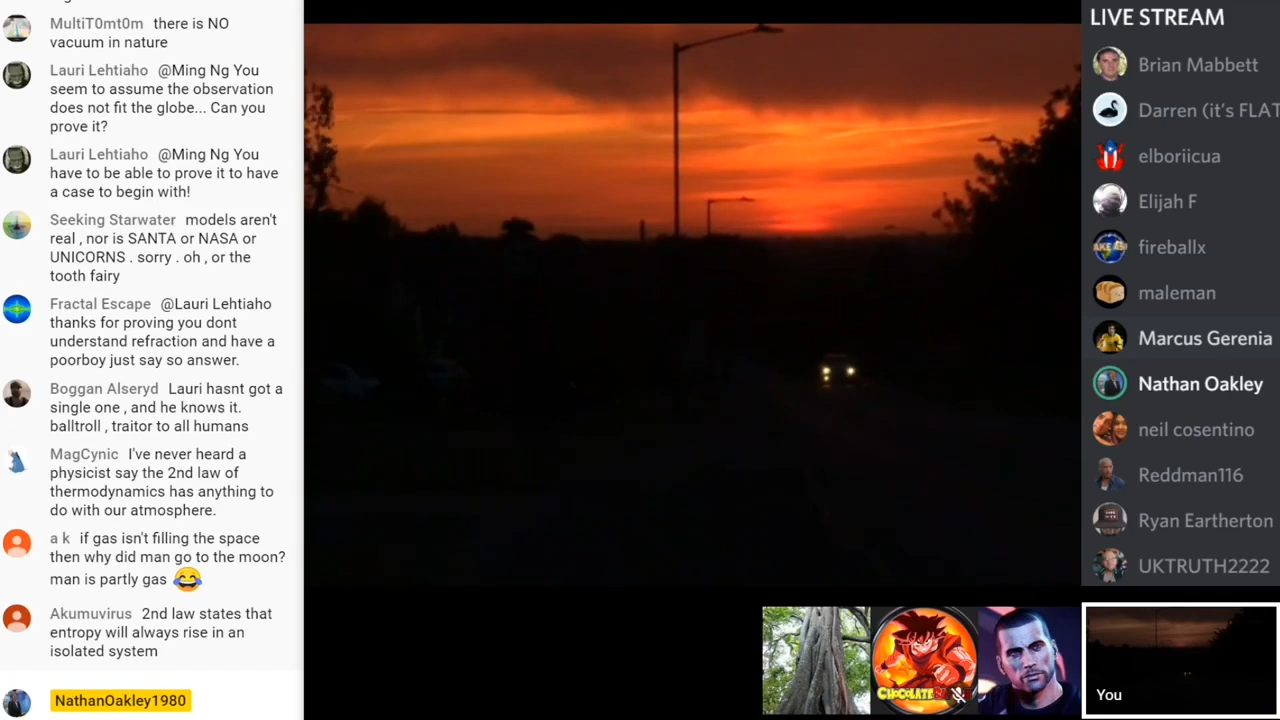 MultiT0mt0m there is NO
vacuum in nature
Lauri Lehtiaho @Ming Ng You
seem to assume the observation
does not fit the globe... Can you
prove it?
Lauri Lehtiaho @Ming Ng You
have to be able to prove it to have
a case to begin with!
Seeking Starwater models aren't
real , nor is SANTA or NASA or
UNICORNS . sorry . oh , or the
tooth fairy
Fractal Escape @Lauri Lehtiaho
thanks for proving you dont
understand refraction and have a
poorboy just say so answer.
Boggan Alseryd Lauri hasnt got a
single one , and he knows it.
balltroll , traitor to all humans
MagCynic I've never heard a
physicist say the 2nd law of
thermodynamics has anything to
do with our atmosphere.
a k if gas isn't filling the space
then why did man go to the moon?
man is partly gas 😂
Akumuvirus 2nd law states that
entropy will always rise in an
isolated system
NathanOakley1980
LIVE STREAM
Brian Mabbett
Darren (it's FLAT
elboriicua
Elijah F
fireballx
maleman
Marcus Gerenia
Nathan Oakley
neil cosentino
Reddman116
Ryan Eartherton
UKTRUTH2222
You